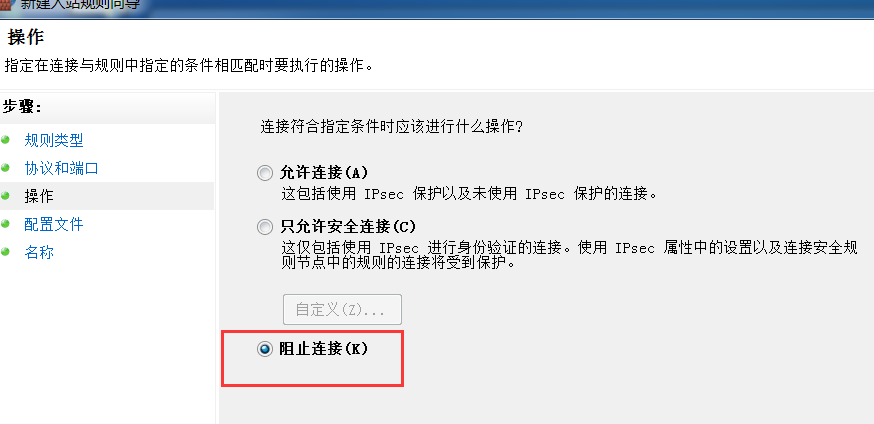 新建入站规则向导
操作
指定在连接与规则中指定的条件相匹配时要执行的操作。
步骤:
规则类型
协议和端口
操作
配置文件
名称
连接符合指定条件时应该进行什么操作?
允许连接(A)
这包括使用 IPsec 保护以及未使用 IPsec 保护的连接。
只允许安全连接(C)
这仅包括使用 IPsec 进行身份验证的连接。使用 IPsec 属性中的设置以及连接安全规
则节点中的规则的连接将受到保护。
自定义(Z)...
阻止连接(K)